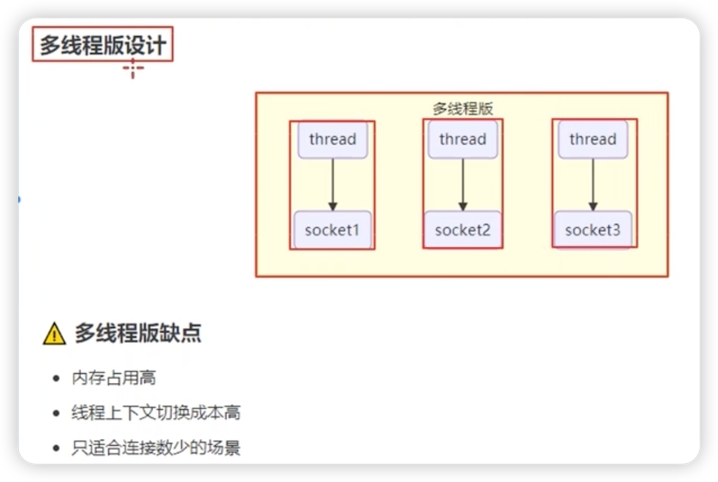 多线程版设计
多线程版
thread thread thread
socket1 socket2 socket3
多线程版缺点
内存占用高
线程上下文切换成本高
只适合连接数少的场景